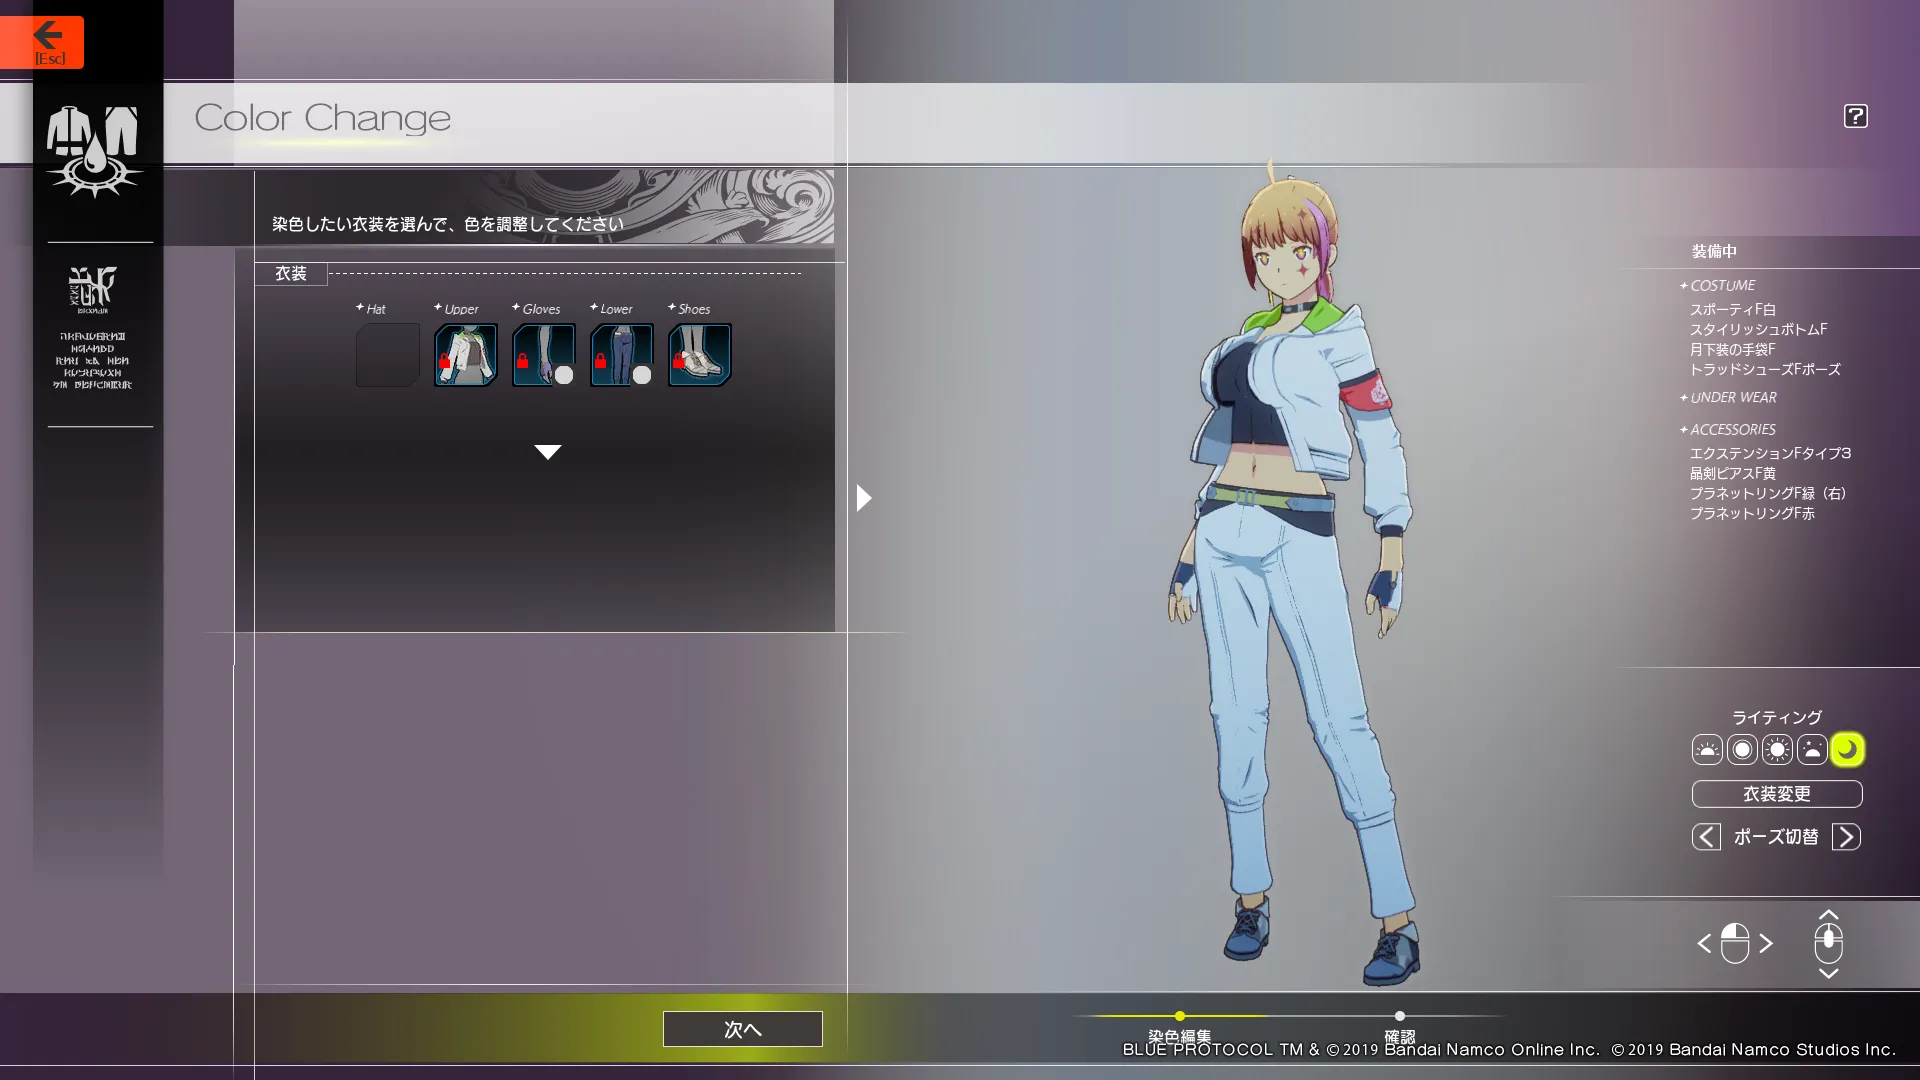 [Esc]
Color Change
?
染色したい衣装を選んで、色を調整してください
衣装
Hat
Upper
Gloves
Lower
Shoes
装備中
COSTUME
スポーティF白
スタイリッシュボトムF
月下装の手袋F
トラッドシューズFポーズ
UNDER WEAR
ACCESSORIES
エクステンションFタイプ3
晶剣ピアスF黄
プラネットリングF緑（右）
プラネットリングF赤
ライティング
衣装変更
ポーズ切替
次へ
染色編集
確認
BLUE PROTOCOL TM & ©2019 Bandai Namco Online Inc. ©2019 Bandai Namco Studios Inc.